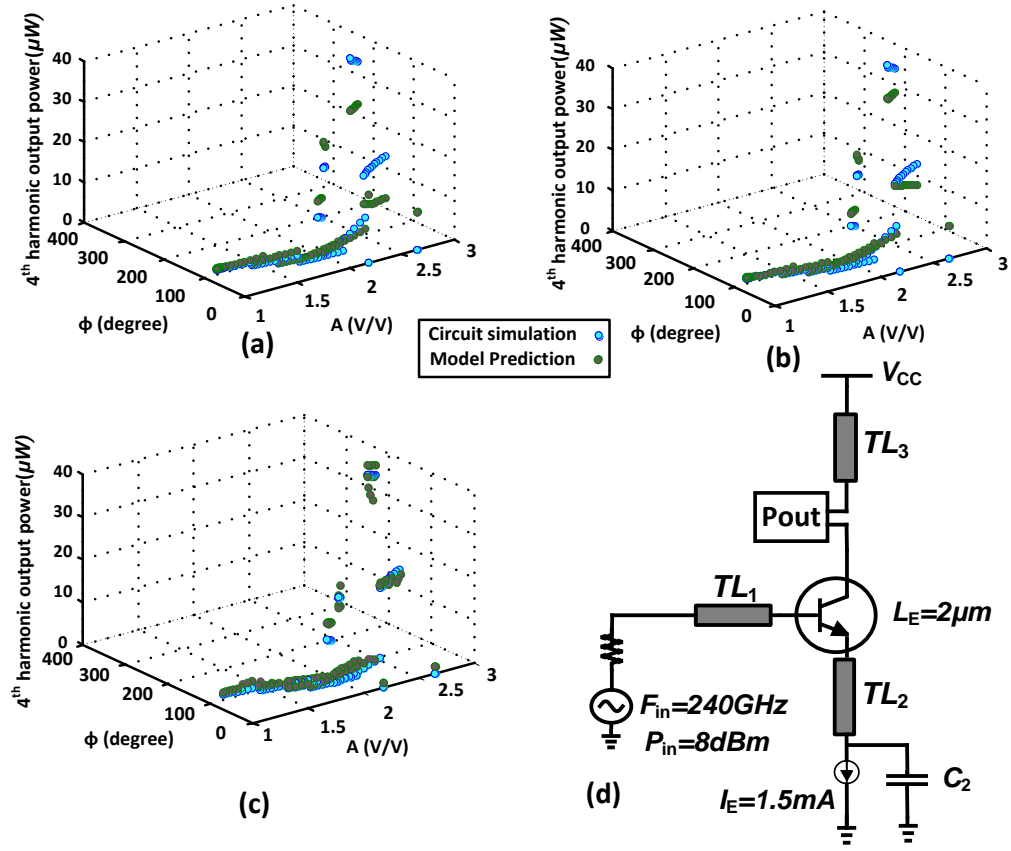 4th harmonic output power(µW)
40
30
20
10
0
400
300
200
100
0
ϕ (degree)
1
1.5
2
2.5
3
A (V/V)
(a)
4th harmonic output power(µW)
40
30
20
10
0
400
300
200
100
0
ϕ (degree)
1
1.5
2
2.5
3
A (V/V)
(b)
Circuit simulation
Model Prediction
4th harmonic output power(µW)
40
30
20
10
0
400
300
200
100
0
ϕ (degree)
1
1.5
2
2.5
3
A (V/V)
(c)
VCC
TL3
Pout
TL1
LE=2µm
TL2
Fin=240GHz
Pin=8dBm
IE=1.5mA
C2
(d)